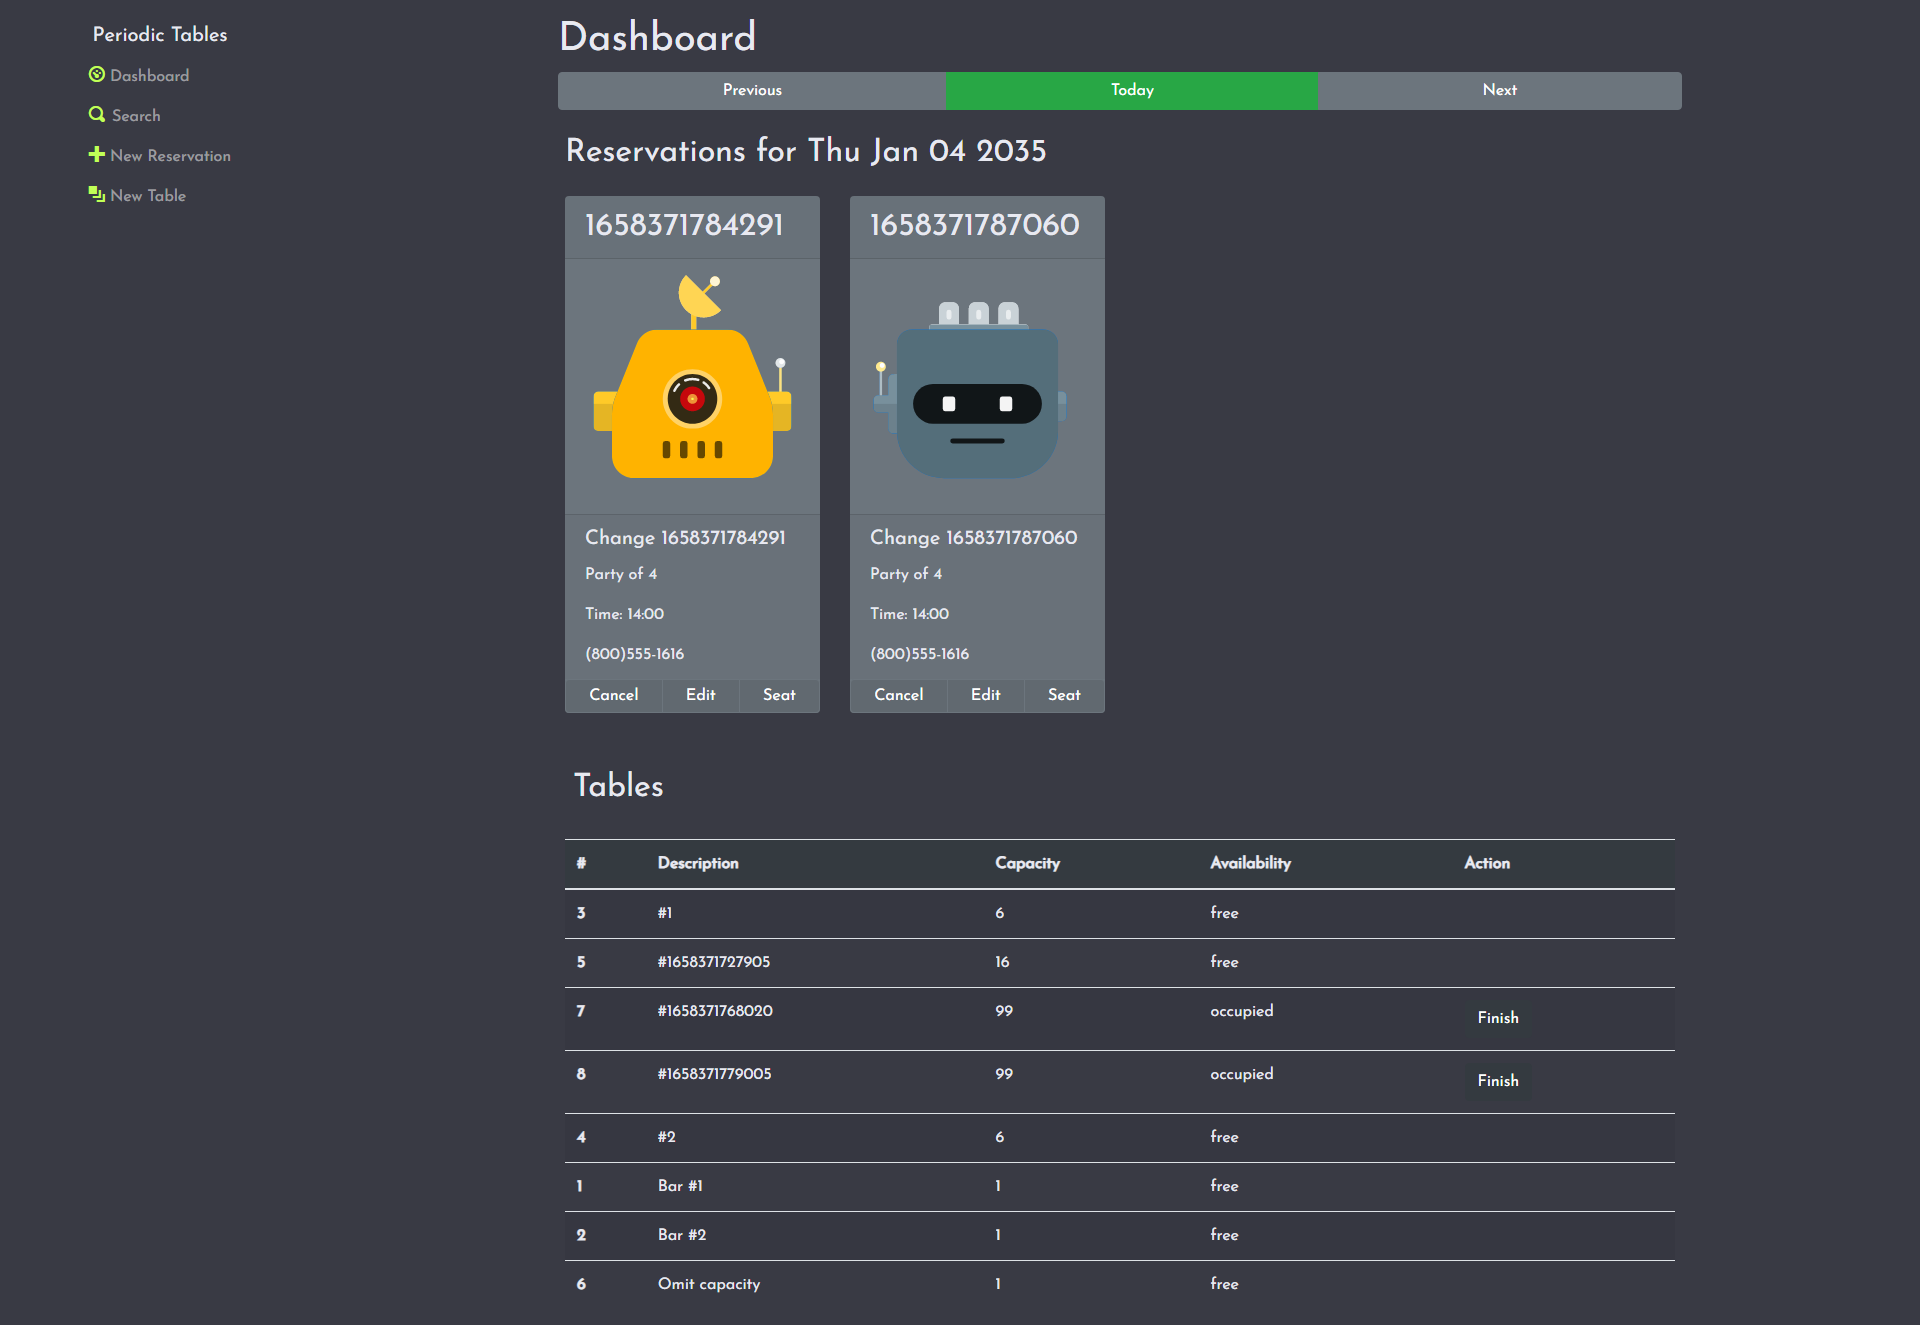 Periodic Tables
Dashboard
Search
New Reservation
New Table
Dashboard
Previous Today Next
Reservations for Thu Jan 04 2035
1658371784291
Change 1658371784291
Party of 4
Time: 14:00
(800)555-1616
Cancel Edit Seat
1658371787060
Change 1658371787060
Party of 4
Time: 14:00
(800)555-1616
Cancel Edit Seat
Tables
# Description Capacity Availability Action
3 #1 6 free
5 #1658371727905 16 free
7 #1658371768020 99 occupied Finish
8 #1658371779005 99 occupied Finish
4 #2 6 free
1 Bar #1 1 free
2 Bar #2 1 free
6 Omit capacity 1 free